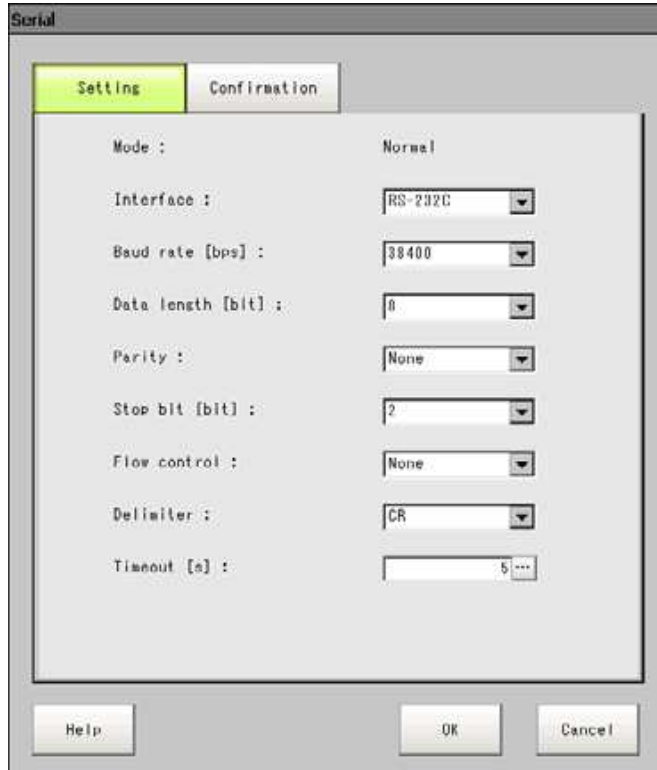 Serial
Setting Confirmation
Mode : Normal
Interface : RS-232C
Baud rate [bps] : 38400
Data length [bit] : 8
Parity : None
Stop bit [bit] : 2
Flow control : None
Delimiter : CR
Timeout [s] : 5 ...
Help OK Cancel